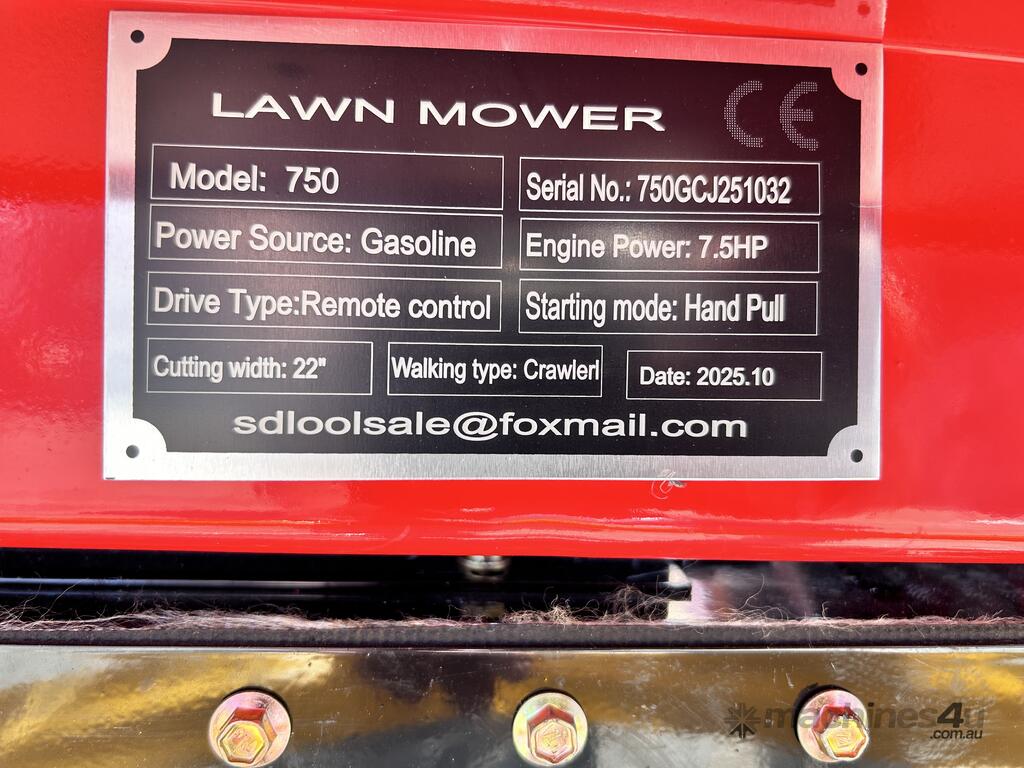 LAWN MOWER CE
Model: 750 Serial No.: 750GCJ251032
Power Source: Gasoline Engine Power: 7.5HP
Drive Type:Remote control Starting mode: Hand Pull
Cutting width: 22" Walking type: Crawlerl Date: 2025.10
sdloolsale@foxmail.com
machines4u
.com.au